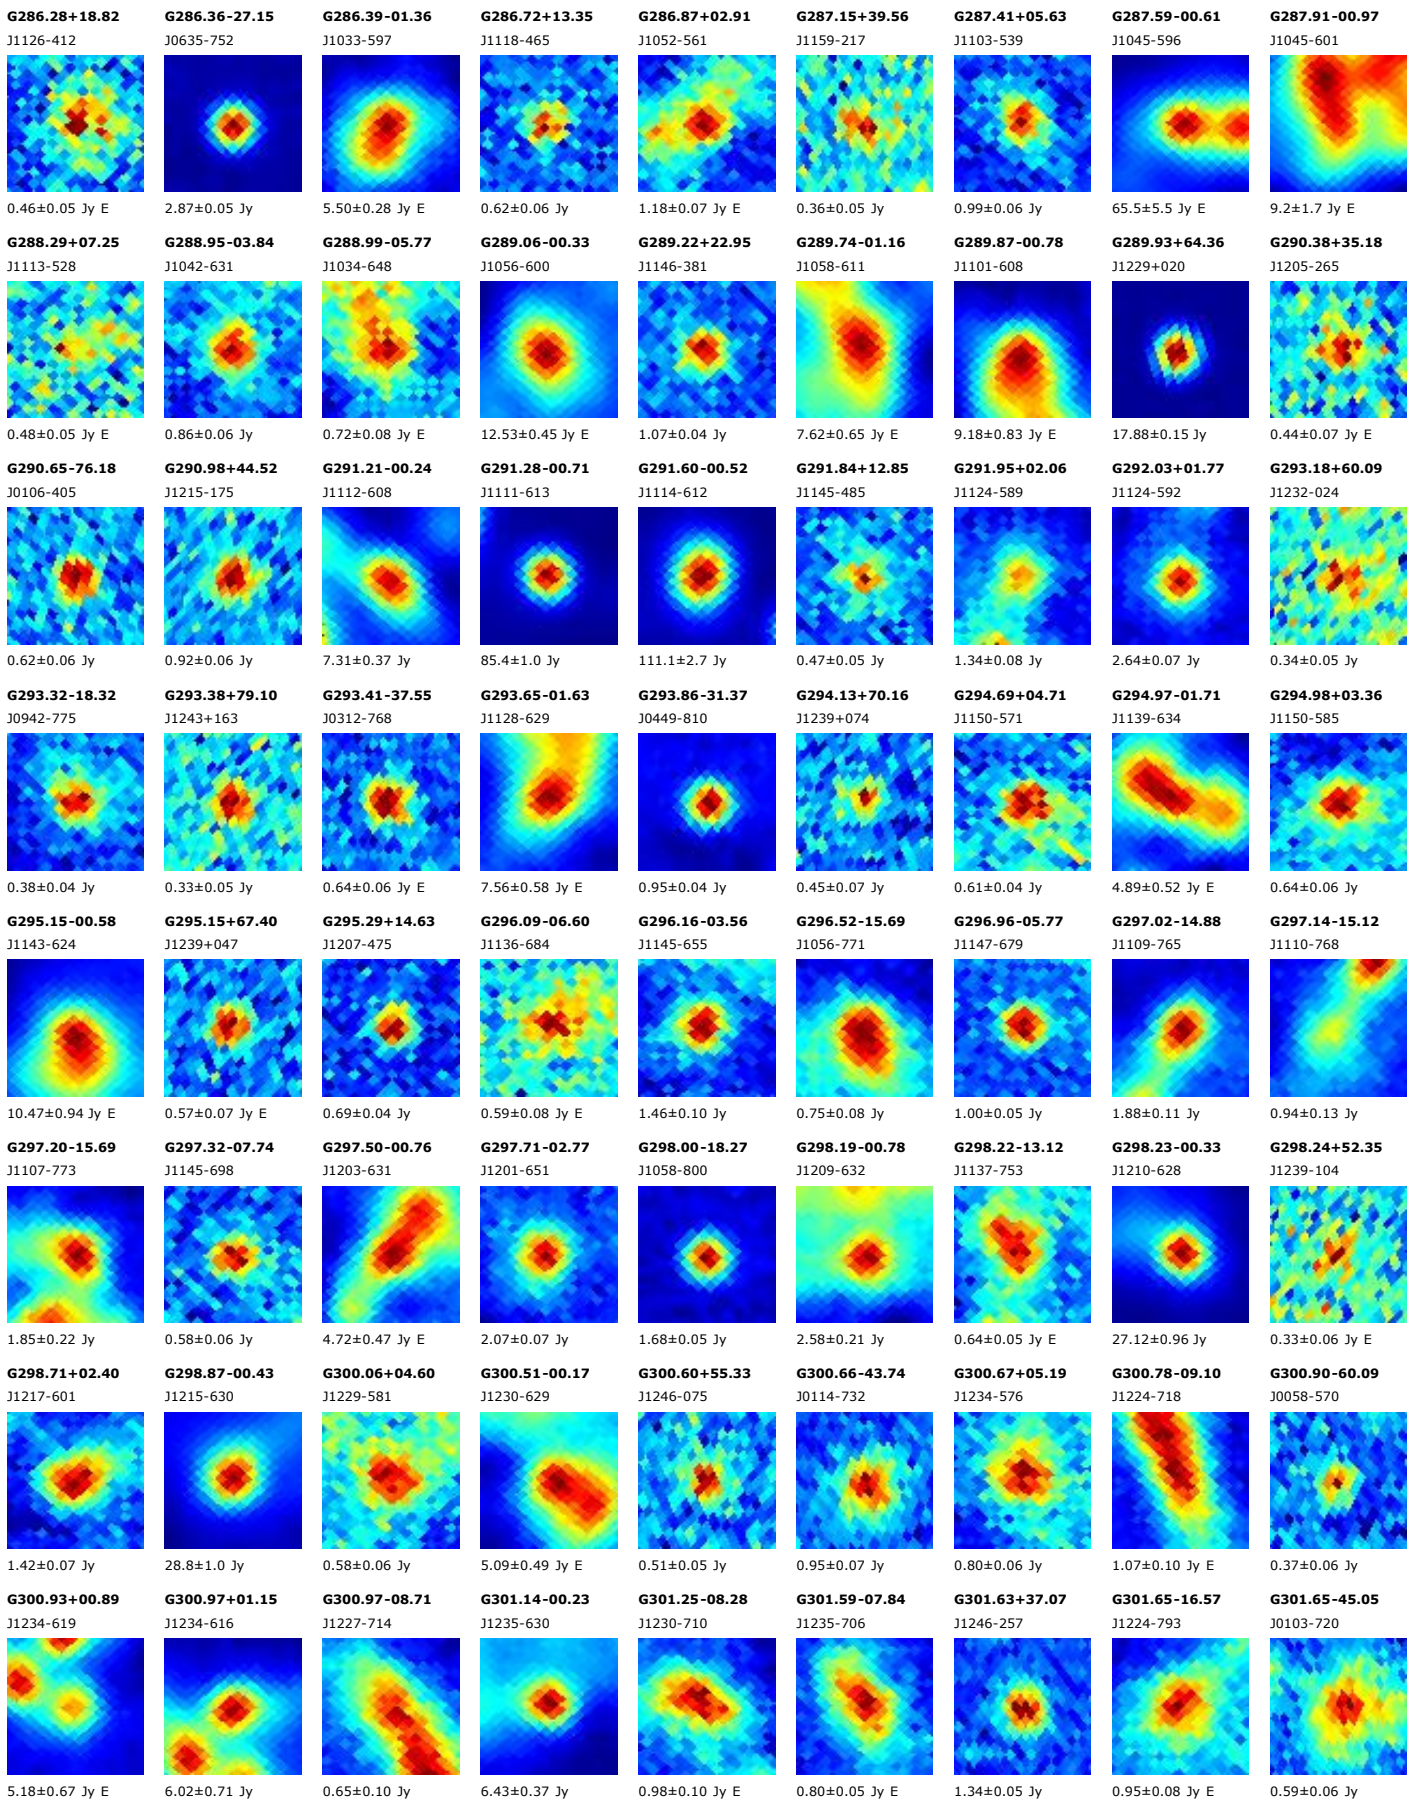 G286.28+18.82 G286.36-27.15 G286.39-01.36 G286.72+13.35 G286.87+02.91 G287.15+39.56 G287.41+05.63 G287.59-00.61 G287.91-00.97
J1126-412 J0635-752 J1033-597 J1118-465 J1052-561 J1159-217 J1103-539 J1045-596 J1045-601
0.46±0.05 Jy E 2.87±0.05 Jy 5.50±0.28 Jy E 0.62±0.06 Jy 1.18±0.07 Jy E 0.36±0.05 Jy 0.99±0.06 Jy 65.5±5.5 Jy E 9.2±1.7 Jy E
G288.29+07.25 G288.95-03.84 G288.99-05.77 G289.06-00.33 G289.22+22.95 G289.74-01.16 G289.87-00.78 G289.93+64.36 G290.38+35.18
J1113-528 J1042-631 J1034-648 J1056-600 J1146-381 J1058-611 J1101-608 J1229+020 J1205-265
0.48±0.05 Jy E 0.86±0.06 Jy 0.72±0.08 Jy E 12.53±0.45 Jy E 1.07±0.04 Jy 7.62±0.65 Jy E 9.18±0.83 Jy E 17.88±0.15 Jy 0.44±0.07 Jy E
G290.65-76.18 G290.98+44.52 G291.21-00.24 G291.28-00.71 G291.60-00.52 G291.84+12.85 G291.95+02.06 G292.03+01.77 G293.18+60.09
J0106-405 J1215-175 J1112-608 J1111-613 J1114-612 J1145-485 J1124-589 J1124-592 J1232-024
0.62±0.06 Jy 0.92±0.06 Jy 7.31±0.37 Jy 85.4±1.0 Jy 111.1±2.7 Jy 0.47±0.05 Jy 1.34±0.08 Jy 2.64±0.07 Jy 0.34±0.05 Jy
G293.32-18.32 G293.38+79.10 G293.41-37.55 G293.65-01.63 G293.86-31.37 G294.13+70.16 G294.69+04.71 G294.97-01.71 G294.98+03.36
J0942-775 J1243+163 J0312-768 J1128-629 J0449-810 J1239+074 J1150-571 J1139-634 J1150-585
0.38±0.04 Jy 0.33±0.05 Jy 0.64±0.06 Jy E 7.56±0.58 Jy E 0.95±0.04 Jy 0.45±0.07 Jy 0.61±0.04 Jy 4.89±0.52 Jy E 0.64±0.06 Jy
G295.15-00.58 G295.15+67.40 G295.29+14.63 G296.09-06.60 G296.16-03.56 G296.52-15.69 G296.96-05.77 G297.02-14.88 G297.14-15.12
J1143-624 J1239+047 J1207-475 J1136-684 J1145-655 J1056-771 J1147-679 J1109-765 J1110-768
10.47±0.94 Jy E 0.57±0.07 Jy E 0.69±0.04 Jy 0.59±0.08 Jy E 1.46±0.10 Jy 0.75±0.08 Jy 1.00±0.05 Jy 1.88±0.11 Jy 0.94±0.13 Jy
G297.20-15.69 G297.32-07.74 G297.50-00.76 G297.71-02.77 G298.00-18.27 G298.19-00.78 G298.22-13.12 G298.23-00.33 G298.24+52.35
J1107-773 J1145-698 J1203-631 J1201-651 J1058-800 J1209-632 J1137-753 J1210-628 J1239-104
1.85±0.22 Jy 0.58±0.06 Jy 4.72±0.47 Jy E 2.07±0.07 Jy 1.68±0.05 Jy 2.58±0.21 Jy 0.64±0.05 Jy E 27.12±0.96 Jy 0.33±0.06 Jy E
G298.71+02.40 G298.87-00.43 G300.06+04.60 G300.51-00.17 G300.60+55.33 G300.66-43.74 G300.67+05.19 G300.78-09.10 G300.90-60.09
J1217-601 J1215-630 J1229-581 J1230-629 J1246-075 J0114-732 J1234-576 J1224-718 J0058-570
1.42±0.07 Jy 28.8±1.0 Jy 0.58±0.06 Jy 5.09±0.49 Jy E 0.51±0.05 Jy 0.95±0.07 Jy 0.80±0.06 Jy 1.07±0.10 Jy E 0.37±0.06 Jy
G300.93+00.89 G300.97+01.15 G300.97-08.71 G301.14-00.23 G301.25-08.28 G301.59-07.84 G301.63+37.07 G301.65-16.57 G301.65-45.05
J1234-619 J1234-616 J1227-714 J1235-630 J1230-710 J1235-706 J1246-257 J1224-793 J0103-720
5.18±0.67 Jy E 6.02±0.71 Jy 0.65±0.10 Jy 6.43±0.37 Jy 0.98±0.10 Jy E 0.80±0.05 Jy E 1.34±0.05 Jy 0.95±0.08 Jy E 0.59±0.06 Jy